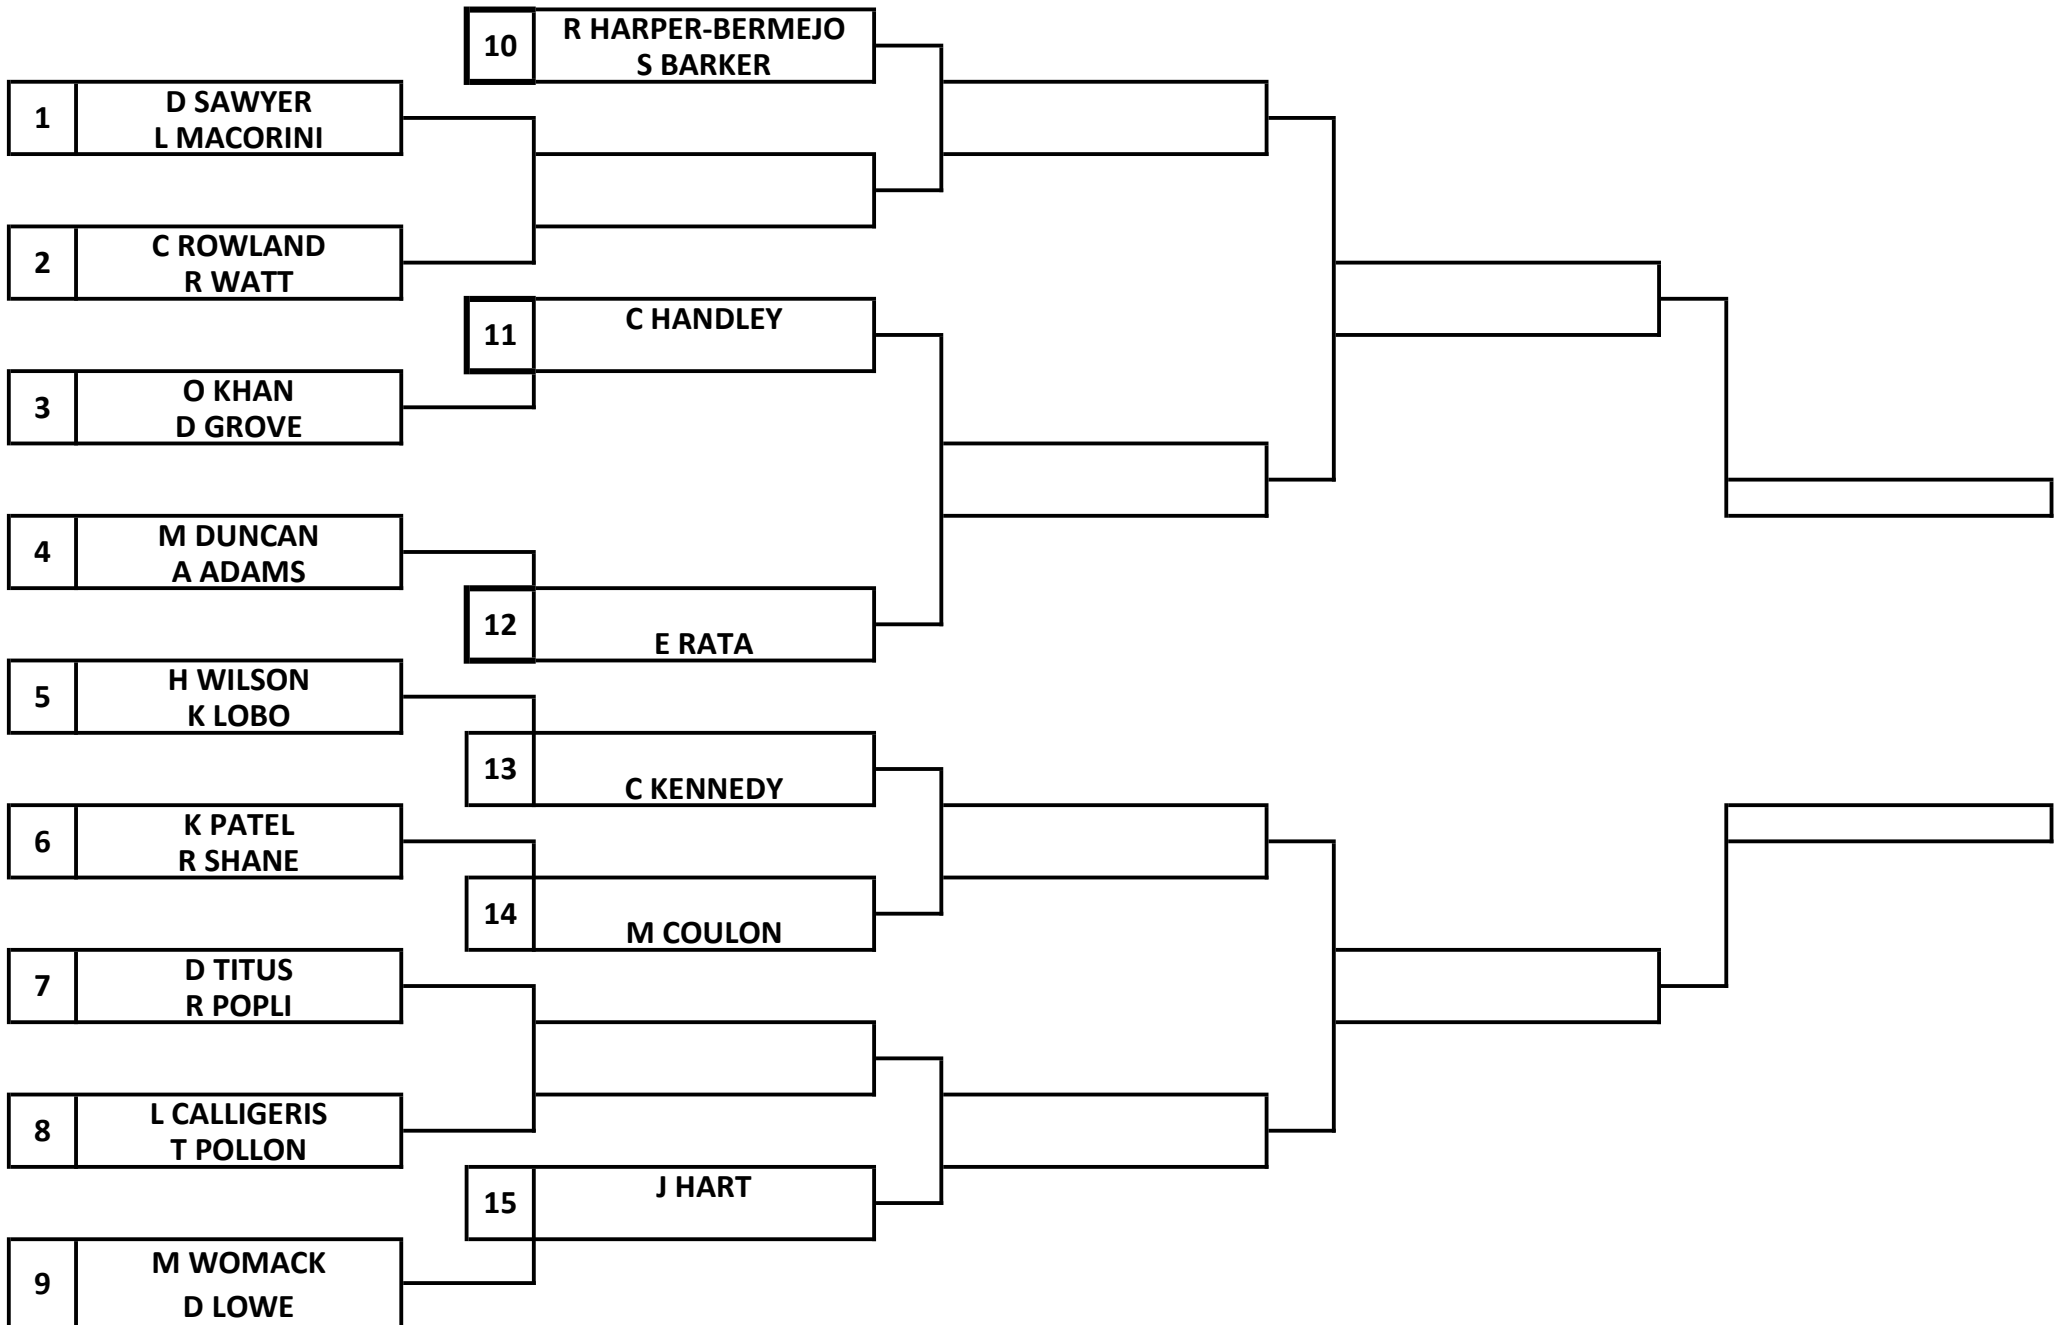 10
R HARPER-BERMEJO
S BARKER
1
D SAWYER
L MACORINI
2
C ROWLAND
R WATT
11
C HANDLEY
3
O KHAN
D GROVE
4
M DUNCAN
A ADAMS
12
E RATA
5
H WILSON
K LOBO
13
C KENNEDY
6
K PATEL
R SHANE
14
M COULON
7
D TITUS
R POPLI
8
L CALLIGERIS
T POLLON
15
J HART
9
M WOMACK
D LOWE